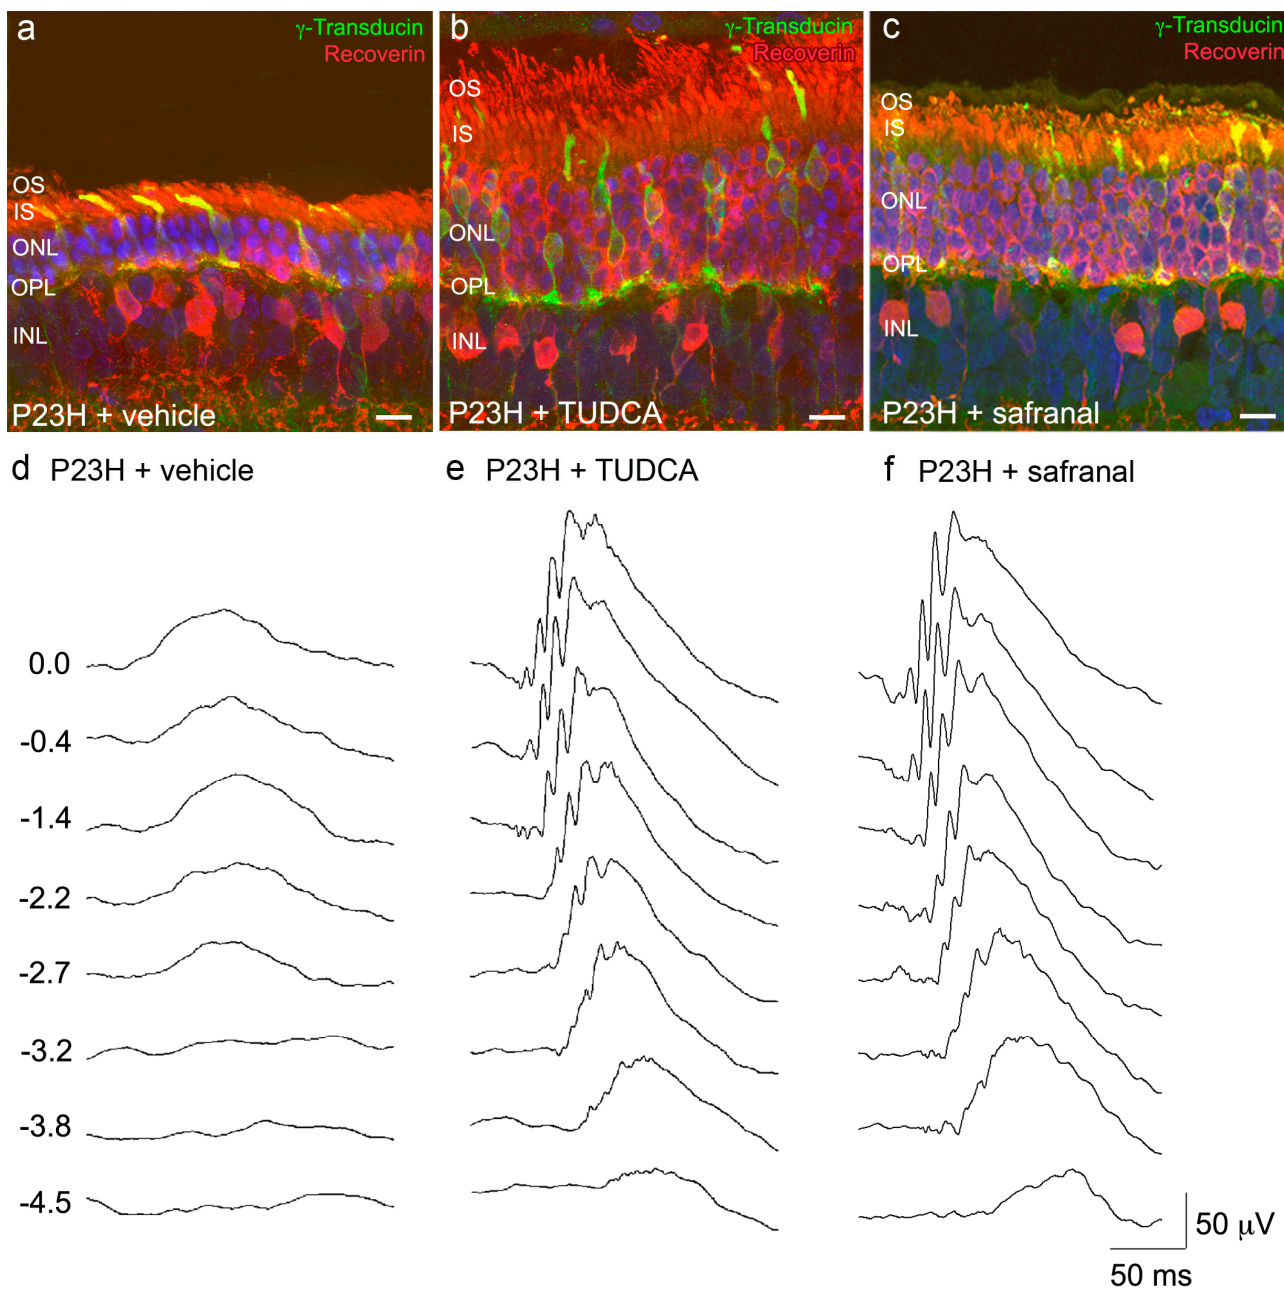 a
γ-Transducin
Recoverin
OS
IS
ONL
OPL
INL
P23H + vehicle
b
γ-Transducin
Recoverin
OS
IS
ONL
OPL
INL
P23H + TUDCA
c
γ-Transducin
Recoverin
OS
IS
ONL
OPL
INL
P23H + safranal
d P23H + vehicle
e P23H + TUDCA
f P23H + safranal
0.0
-0.4
-1.4
-2.2
-2.7
-3.2
-3.8
-4.5
50 µV
50 ms